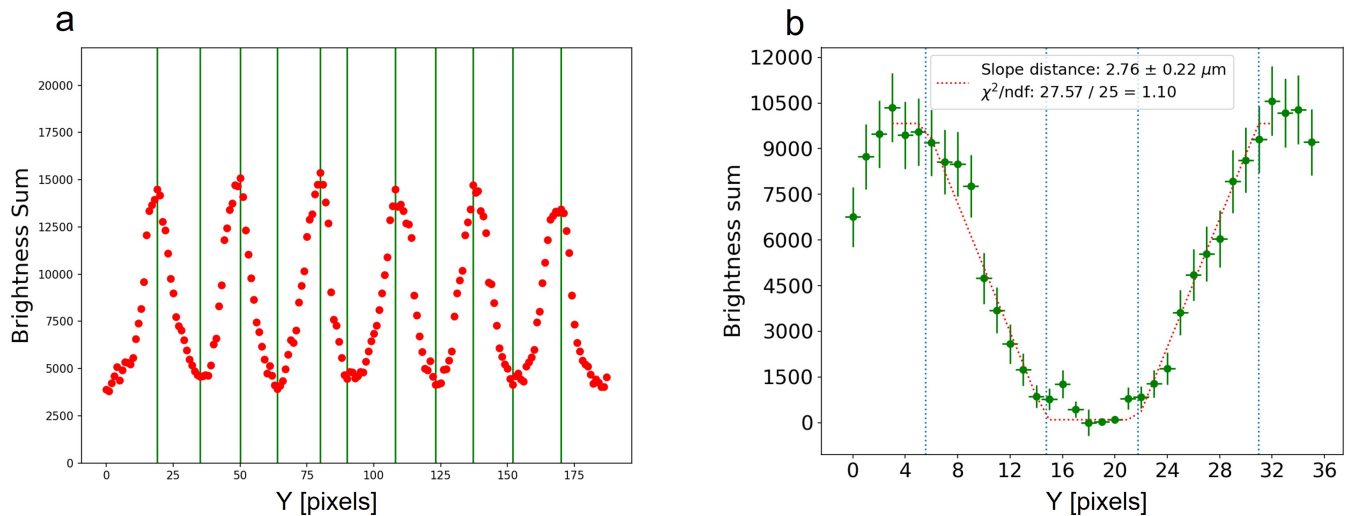 a
20000
17500
15000
12500
10000
7500
5000
2500
0
Brightness Sum
0 25 50 75 100 125 150 175
Y [pixels]
b
12000
10500
9000
7500
6000
4500
3000
1500
0
Brightness sum
Slope distance: 2.76 ± 0.22 μm
χ²/ndf: 27.57 / 25 = 1.10
0 4 8 12 16 20 24 28 32 36
Y [pixels]